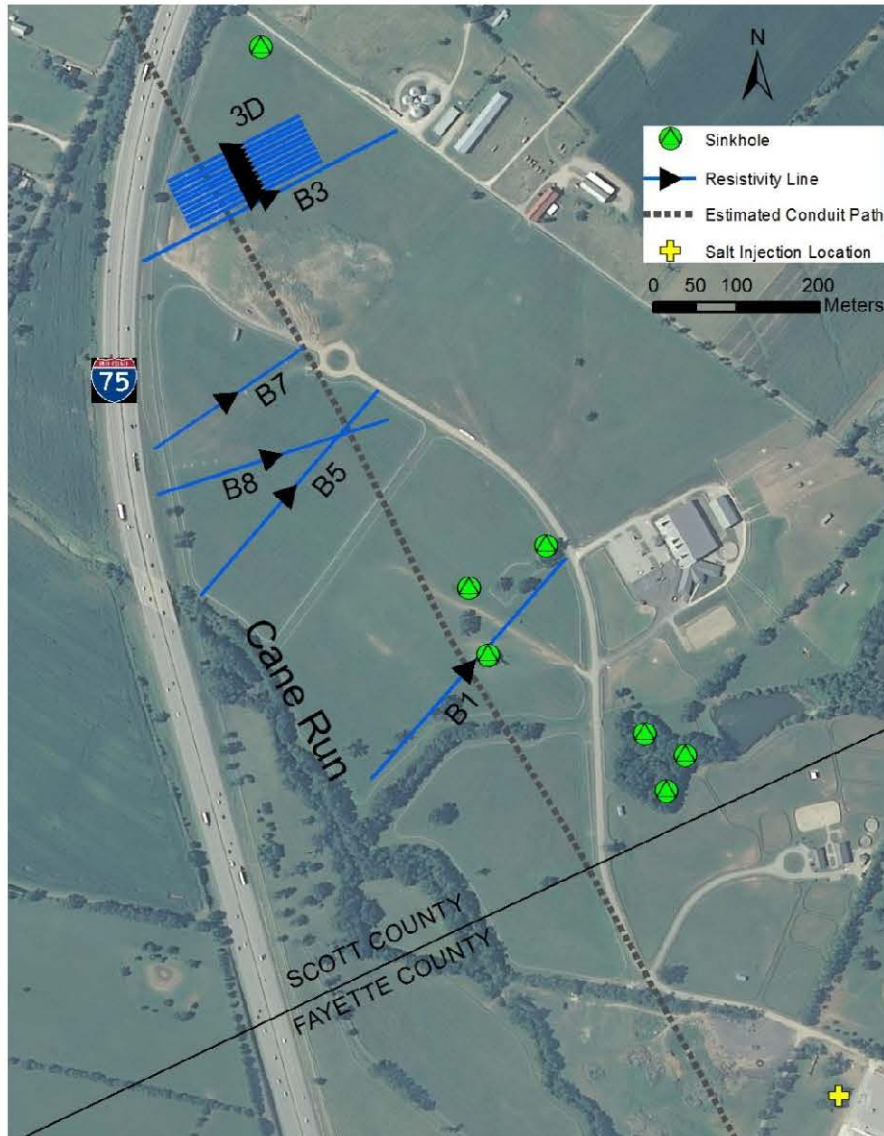 N
Sinkhole
Resistivity Line
Estimated Conduit Path
Salt Injection Location
0 50 100 200
Meters
3D
B3
75
B7
B8
B5
Cane Run
B1
SCOTT COUNTY
FAYETTE COUNTY